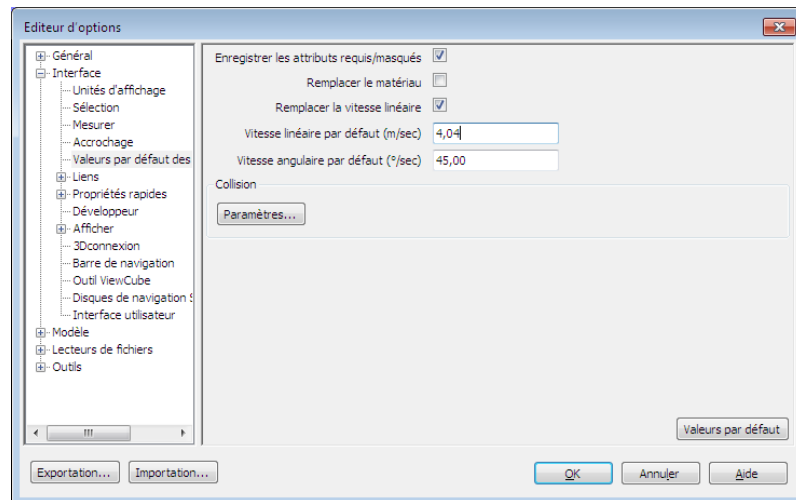 Editeur d'options
Général
Interface
Unités d'affichage
Sélection
Mesurer
Accrochage
Valeurs par défaut des
Liens
Propriétés rapides
Développeur
Afficher
3Dconnexion
Barre de navigation
Outil ViewCube
Disques de navigation S
Interface utilisateur
Modèle
Lecteurs de fichiers
Outils
Enregistrer les attributs requis/masqués
Remplacer le matériau
Remplacer la vitesse linéaire
Vitesse linéaire par défaut (m/sec) 4,04
Vitesse angulaire par défaut (°/sec) 45,00
Collision
Paramètres...
Valeurs par défaut
Exportation... Importation... OK Annuler Aide